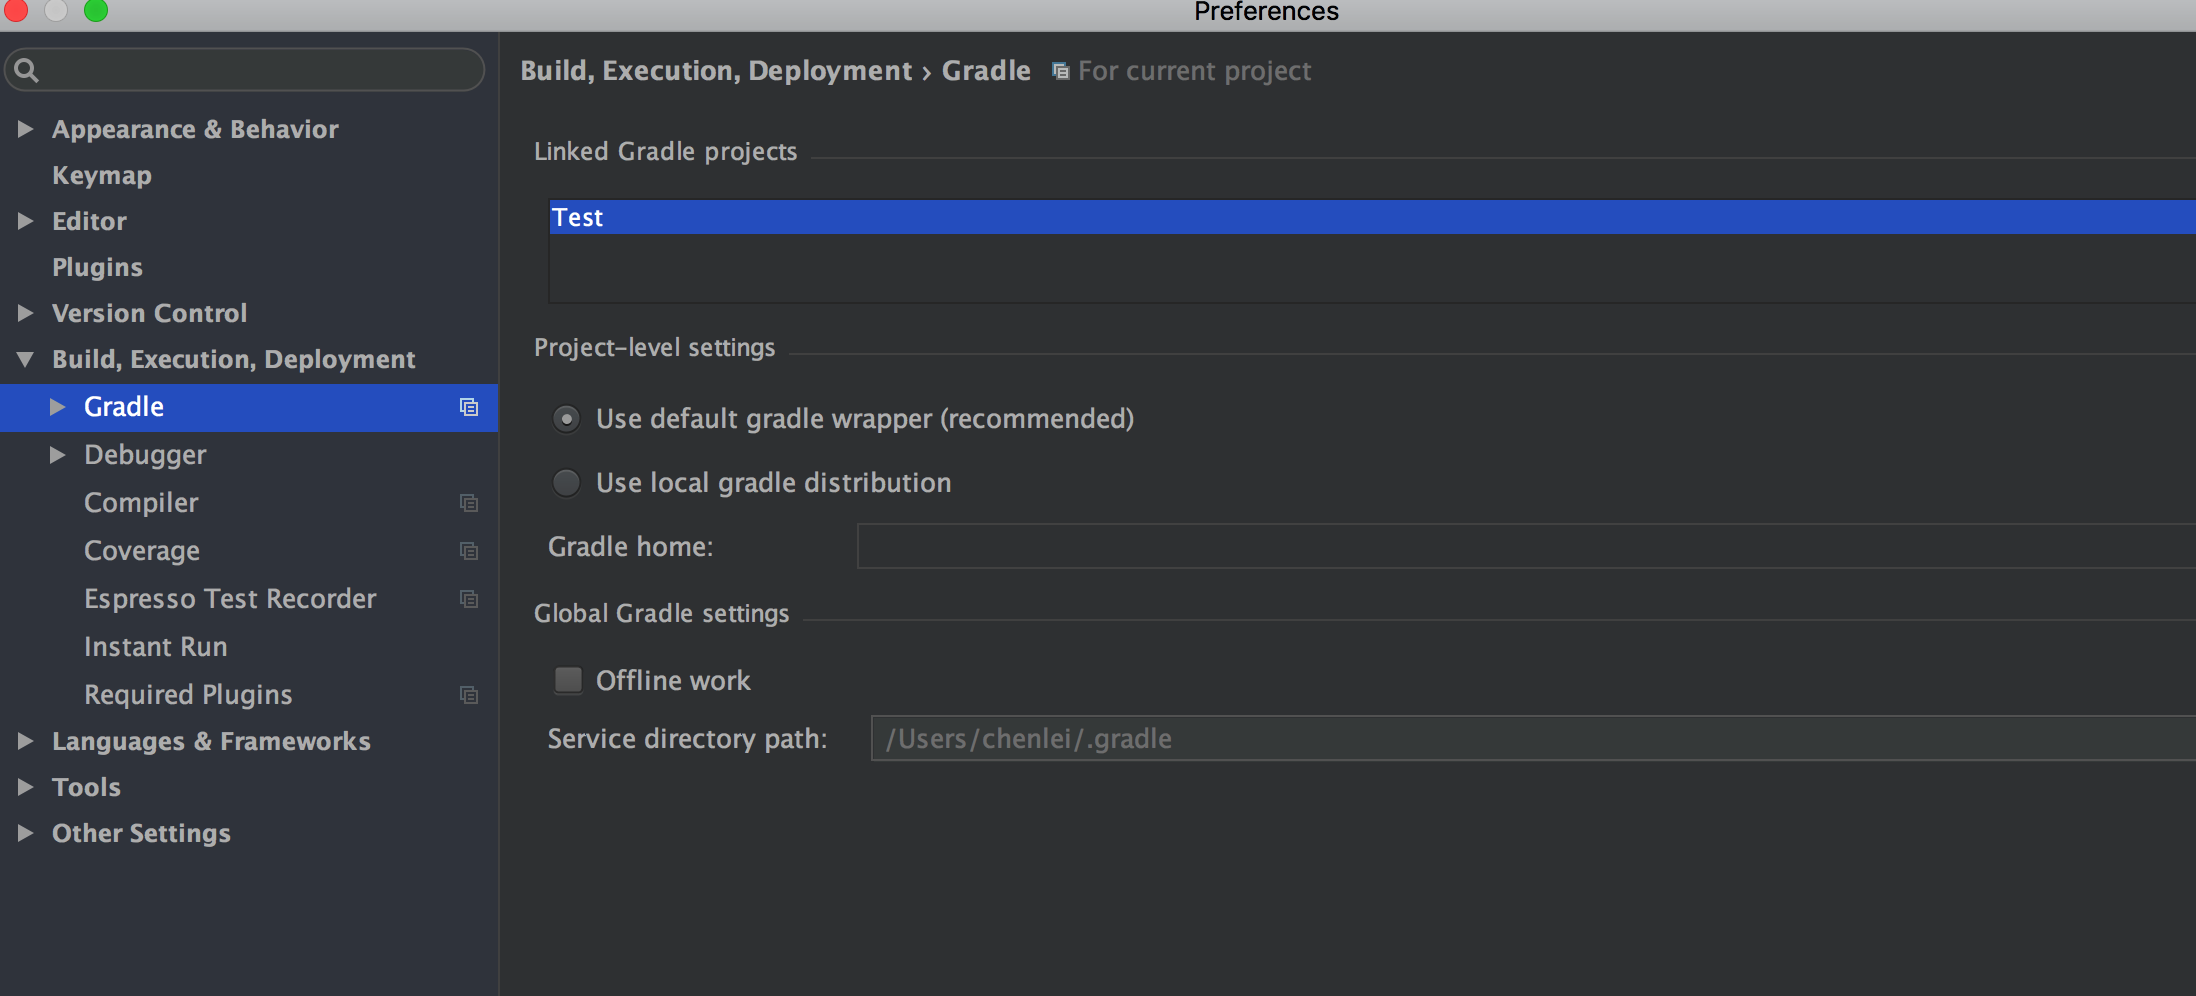 Preferences
Build, Execution, Deployment › Gradle For current project
Appearance & Behavior
Keymap
Editor
Plugins
Version Control
Build, Execution, Deployment
Gradle
Debugger
Compiler
Coverage
Espresso Test Recorder
Instant Run
Required Plugins
Languages & Frameworks
Tools
Other Settings
Linked Gradle projects
Test
Project-level settings
Use default gradle wrapper (recommended)
Use local gradle distribution
Gradle home:
Global Gradle settings
Offline work
Service directory path: /Users/chenlei/.gradle